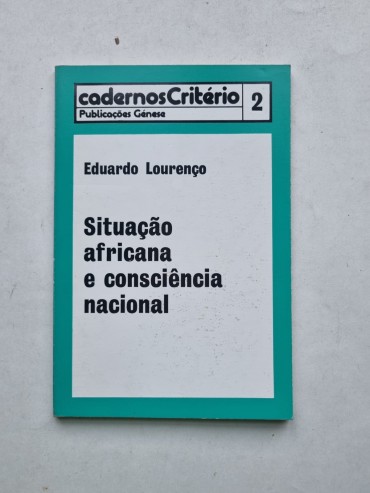 cadernosCritério
Publicações Génese
2
Eduardo Lourenço
Situação
africana
e consciência
nacional